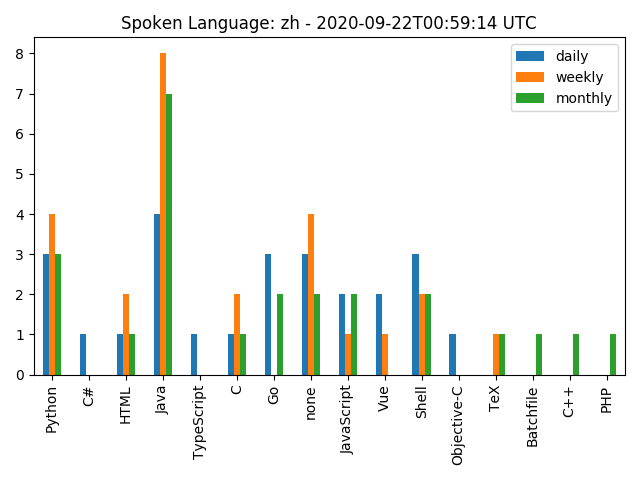 Spoken Language: zh - 2020-09-22T00:59:14 UTC
daily
weekly
monthly
8
7
6
5
4
3
2
1
0
Python
C#
HTML
Java
TypeScript
C
Go
none
JavaScript
Vue
Shell
Objective-C
TeX
Batchfile
C++
PHP